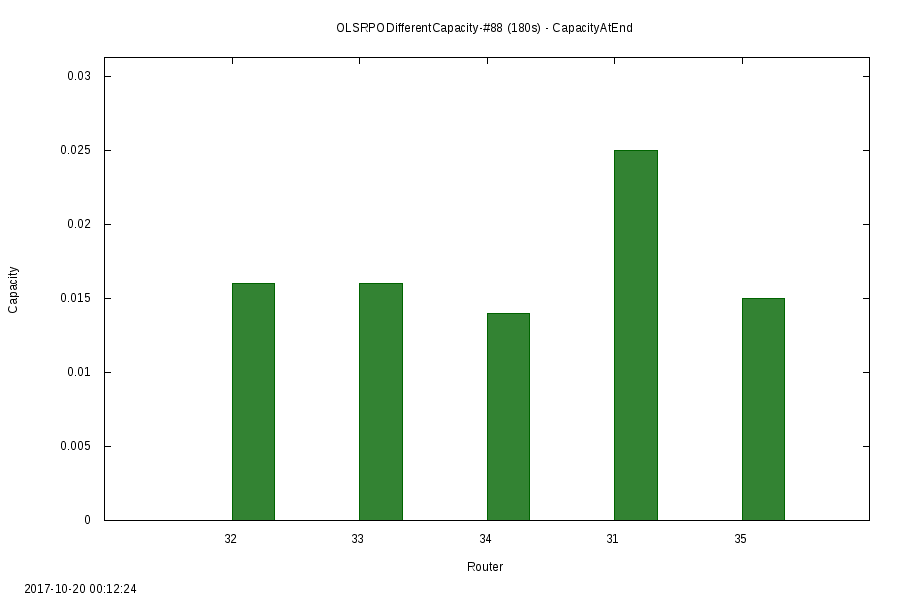 OLSRPODifferentCapacity-#88 (180s) - CapacityAtEnd
0.03
0.025
0.02
0.015
0.01
0.005
0
Capacity
32 33 34 31 35
Router
2017-10-20 00:12:24